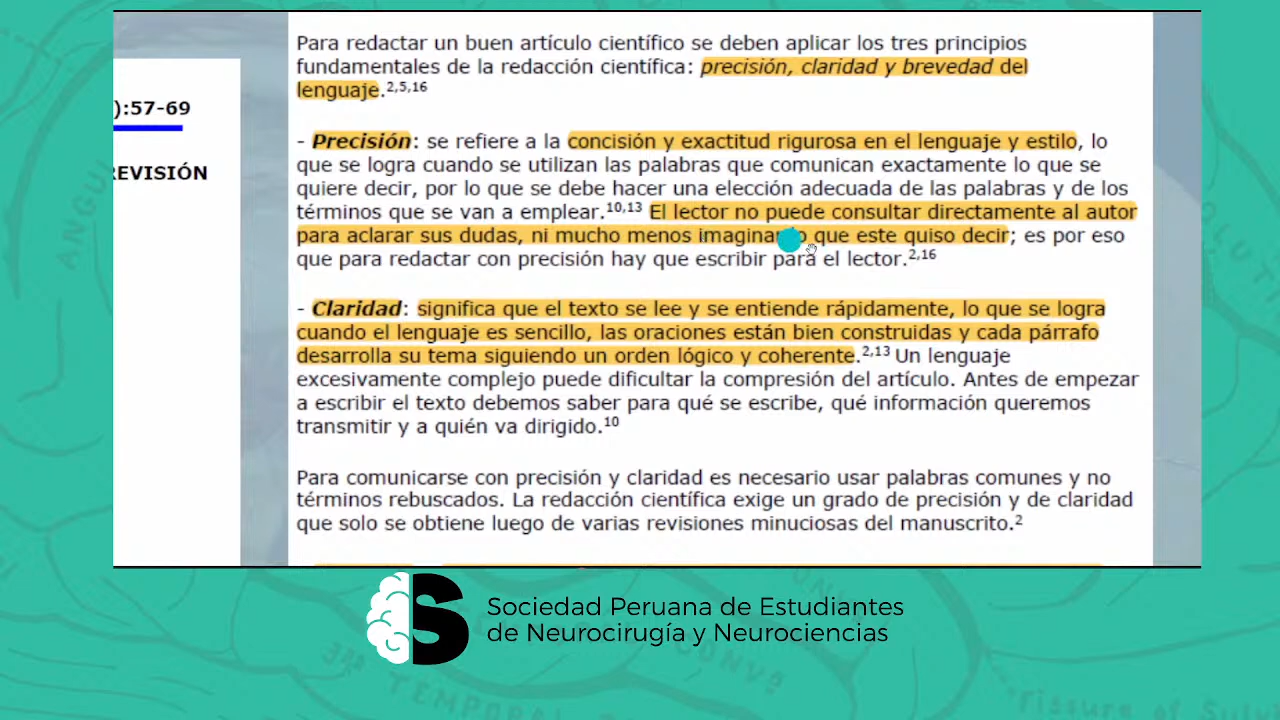 Para redactar un buen artículo científico se deben aplicar los tres principios
fundamentales de la redacción científica: precisión, claridad y brevedad del
lenguaje.2,5,16
):57-69
REVISIÓN
- Precisión: se refiere a la concisión y exactitud rigurosa en el lenguaje y estilo, lo
que se logra cuando se utilizan las palabras que comunican exactamente lo que se
quiere decir, por lo que se debe hacer una elección adecuada de las palabras y de los
términos que se van a emplear.10,13 El lector no puede consultar directamente al autor
para aclarar sus dudas, ni mucho menos imaginar lo que este quiso decir; es por eso
que para redactar con precisión hay que escribir para el lector.2,16
- Claridad: significa que el texto se lee y se entiende rápidamente, lo que se logra
cuando el lenguaje es sencillo, las oraciones están bien construidas y cada párrafo
desarrolla su tema siguiendo un orden lógico y coherente.2,13 Un lenguaje
excesivamente complejo puede dificultar la compresión del artículo. Antes de empezar
a escribir el texto debemos saber para qué se escribe, qué información queremos
transmitir y a quién va dirigido.10
Para comunicarse con precisión y claridad es necesario usar palabras comunes y no
términos rebuscados. La redacción científica exige un grado de precisión y de claridad
que solo se obtiene luego de varias revisiones minuciosas del manuscrito.2
S
Sociedad Peruana de Estudiantes
de Neurocirugía y Neurociencias
TEMPORAL
CONV